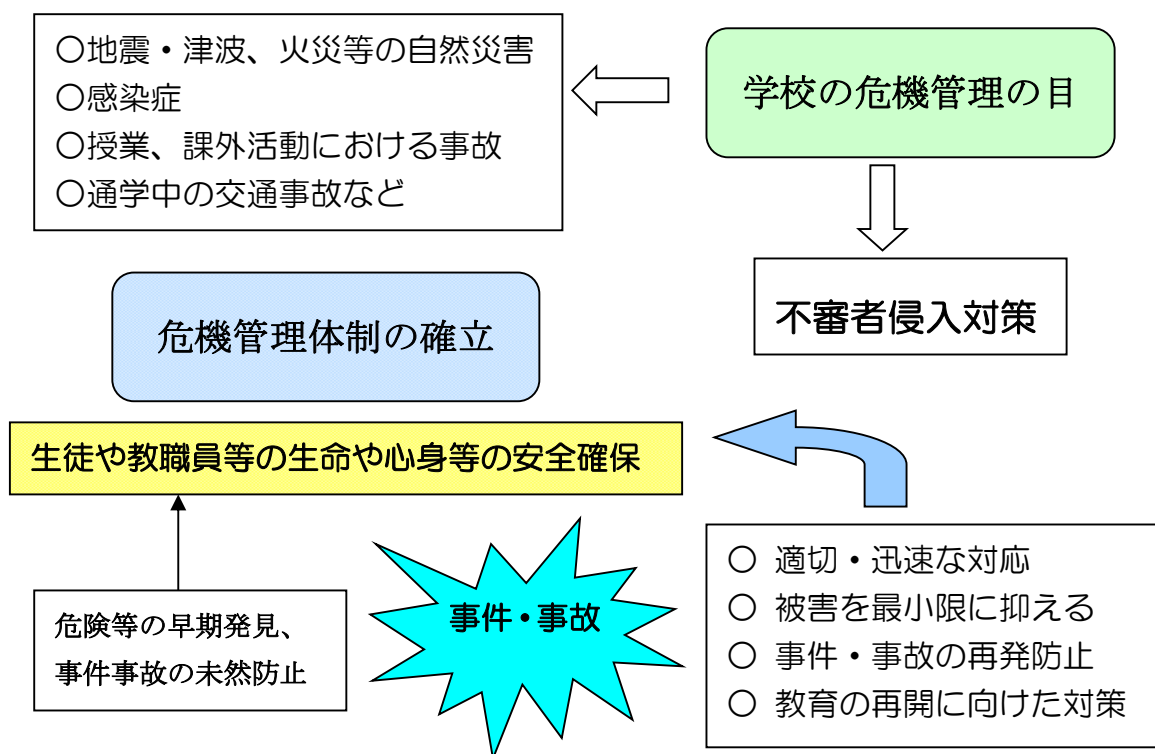 〇地震・津波、火災等の自然災害
〇感染症
〇授業、課外活動における事故
〇通学中の交通事故など
学校の危機管理の目
不審者侵入対策
危機管理体制の確立
生徒や教職員等の生命や心身等の安全確保
危険等の早期発見、
事件事故の未然防止
事件・事故
〇 適切・迅速な対応
〇 被害を最小限に抑える
〇 事件・事故の再発防止
〇 教育の再開に向けた対策